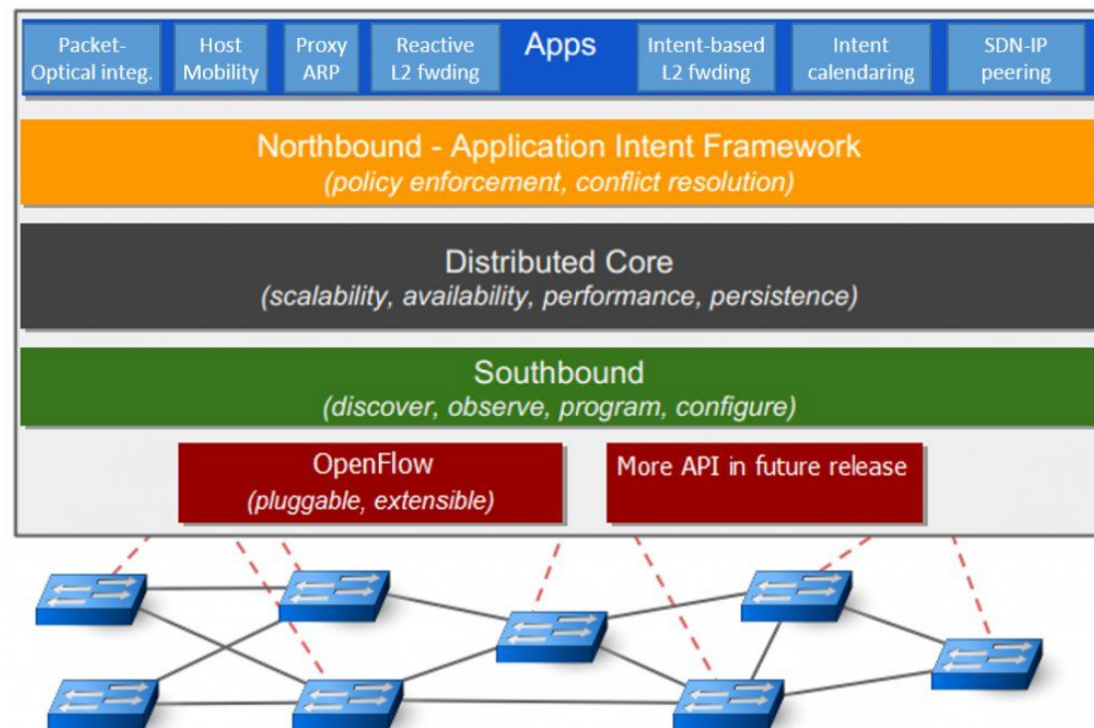 Packet-
Optical integ.
Host
Mobility
Proxy
ARP
Reactive
L2 fwding
Apps
Intent-based
L2 fwding
Intent
calendaring
SDN-IP
peering
Northbound - Application Intent Framework
(policy enforcement, conflict resolution)
Distributed Core
(scalability, availability, performance, persistence)
Southbound
(discover, observe, program, configure)
OpenFlow
(pluggable, extensible)
More API in future release